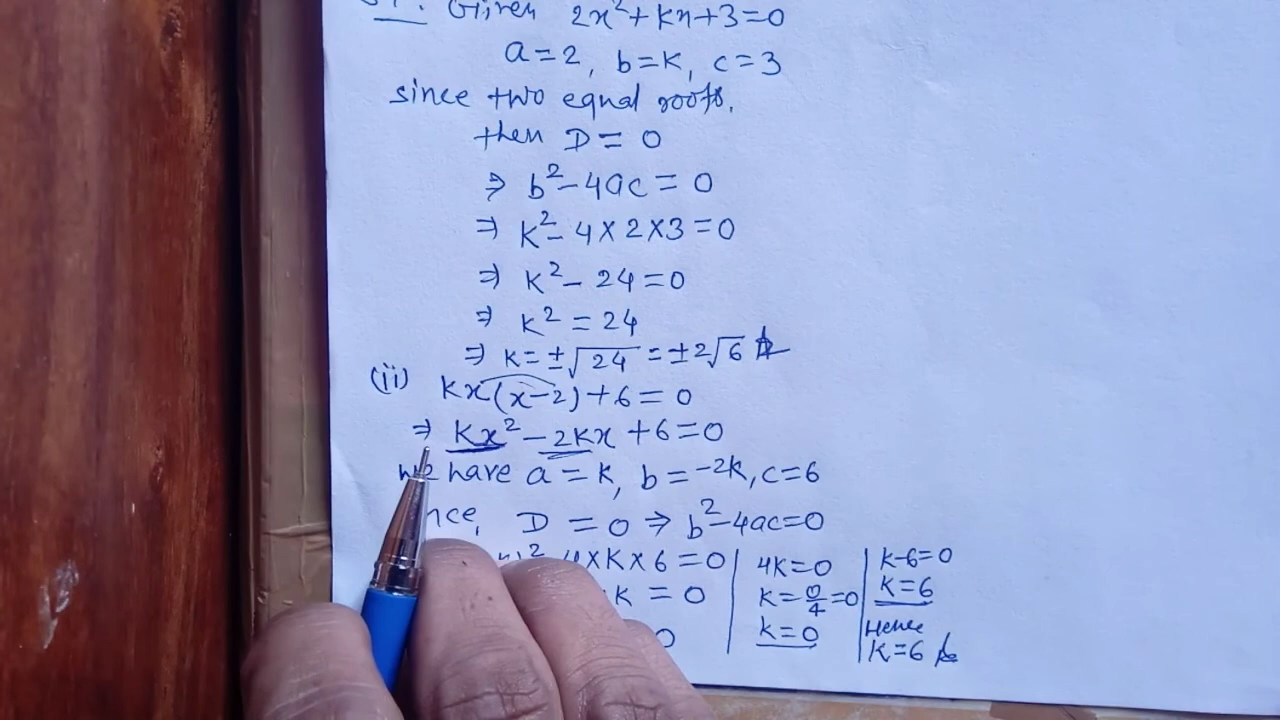 Given 2x²+kx+3=0
a=2, b=k, c=3
since two equal roots.
then D = 0
⇒ b²-4ac = 0
⇒ k²-4×2×3=0
⇒ k²-24=0
⇒ k²=24
⇒ k=±√24=±2√6
(ii) kx(x-2)+6=0
⇒ kx²-2kx+6=0
we have a=k, b=-2k, c=6
D=0⇒b²-4ac=0
4×k×6=0
k=0
0
4k=0
k=0/4=0
k=0
k-6=0
k=6
Hence
k=6